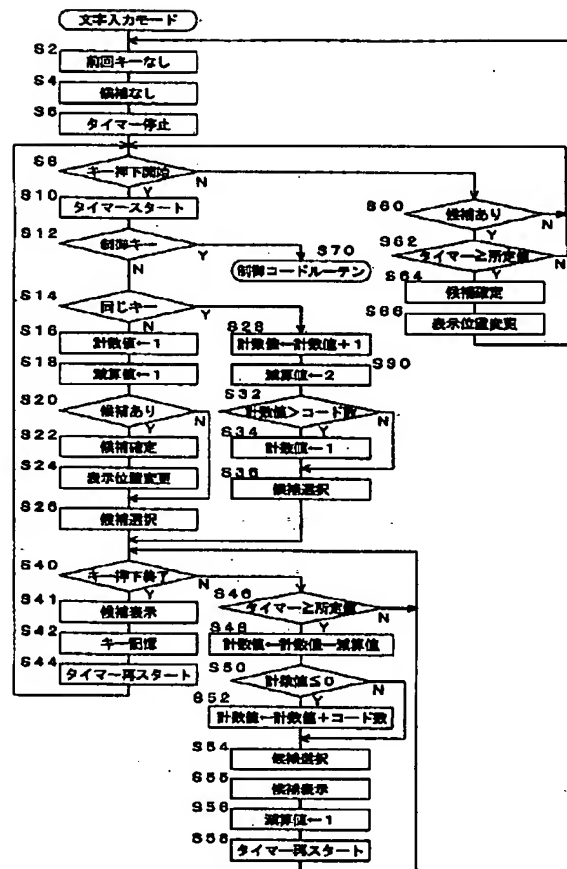 文字入力モード
S2
前回キーなし
S4
候補なし
S6
タイマー停止
S8
キー押下開始
Y
N
S10
タイマースタート
S12
制御キー
Y
N
S70
制御コードルーテン
S14
同じキー
Y
N
S16
計数値←1
S18
減算値←1
S20
候補あり
N
Y
S22
候補確定
S24
表示位置変更
S26
候補選択
S28
計数値←計数値+1
S90
減算値←2
S32
計数値>コード数
N
Y
S34
計数値←1
S36
候補選択
S60
候補あり
N
Y
S62
タイマー≧所定値
N
Y
S64
候補確定
S66
表示位置変更
S40
キー押下終了
N
Y
S41
候補表示
S42
キー記憶
S44
タイマー再スタート
S46
タイマー≧所定値
N
Y
S48
計数値←計数値−減算値
S50
計数値≦0
N
Y
S52
計数値←計数値+コード数
S54
候補選択
S55
候補表示
S56
減算値←1
S58
タイマー再スタート